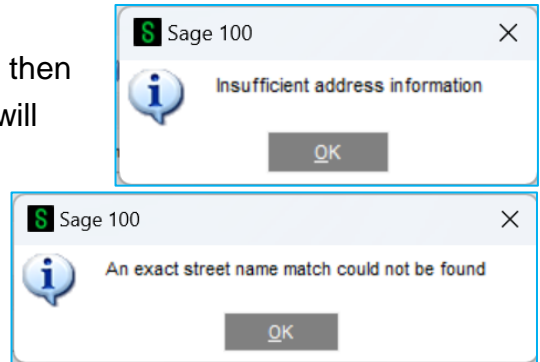 Sage 100
then
Insufficient address information
will
OK
Sage 100
An exact street name match could not be found
OK